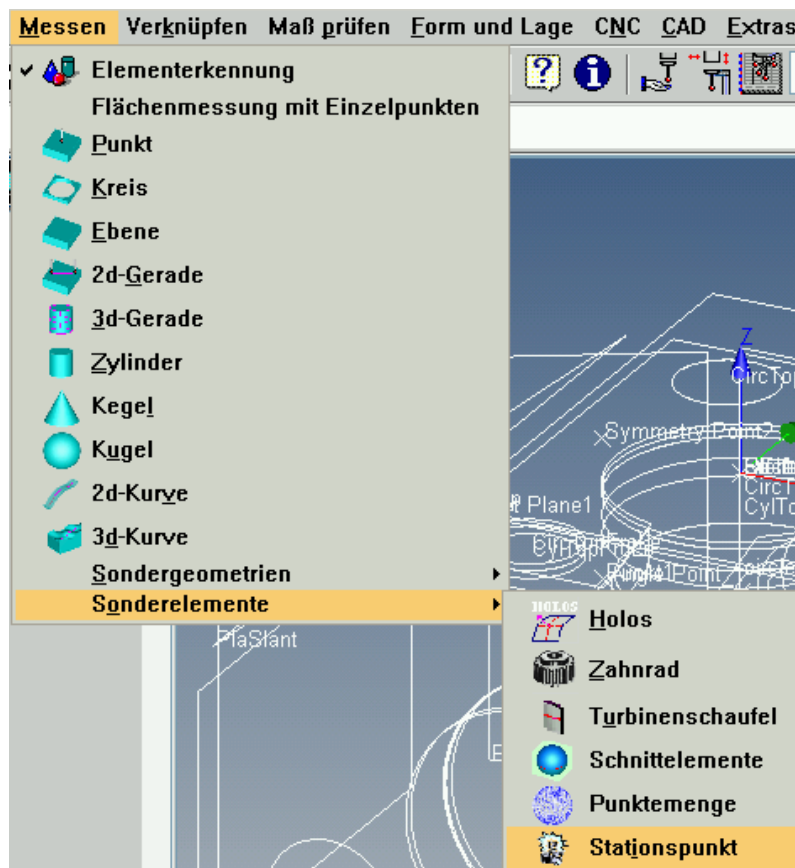 Messen Verknüpfen Maß prüfen Form und Lage CNC CAD Extras
Elementerkennung
Flächenmessung mit Einzelpunkten
Punkt
Kreis
Ebene
2d-Gerade
3d-Gerade
Zylinder
Kegel
Kugel
2d-Kurve
3d-Kurve
Sondergeometrien
Sonderelemente
HOLOS
Holos
Zahnrad
Turbinenschaufel
Schnittelemente
Punktemenge
Stationspunkt
Z
CircTop
Symmetry Point2
Plane1
PlaSlant